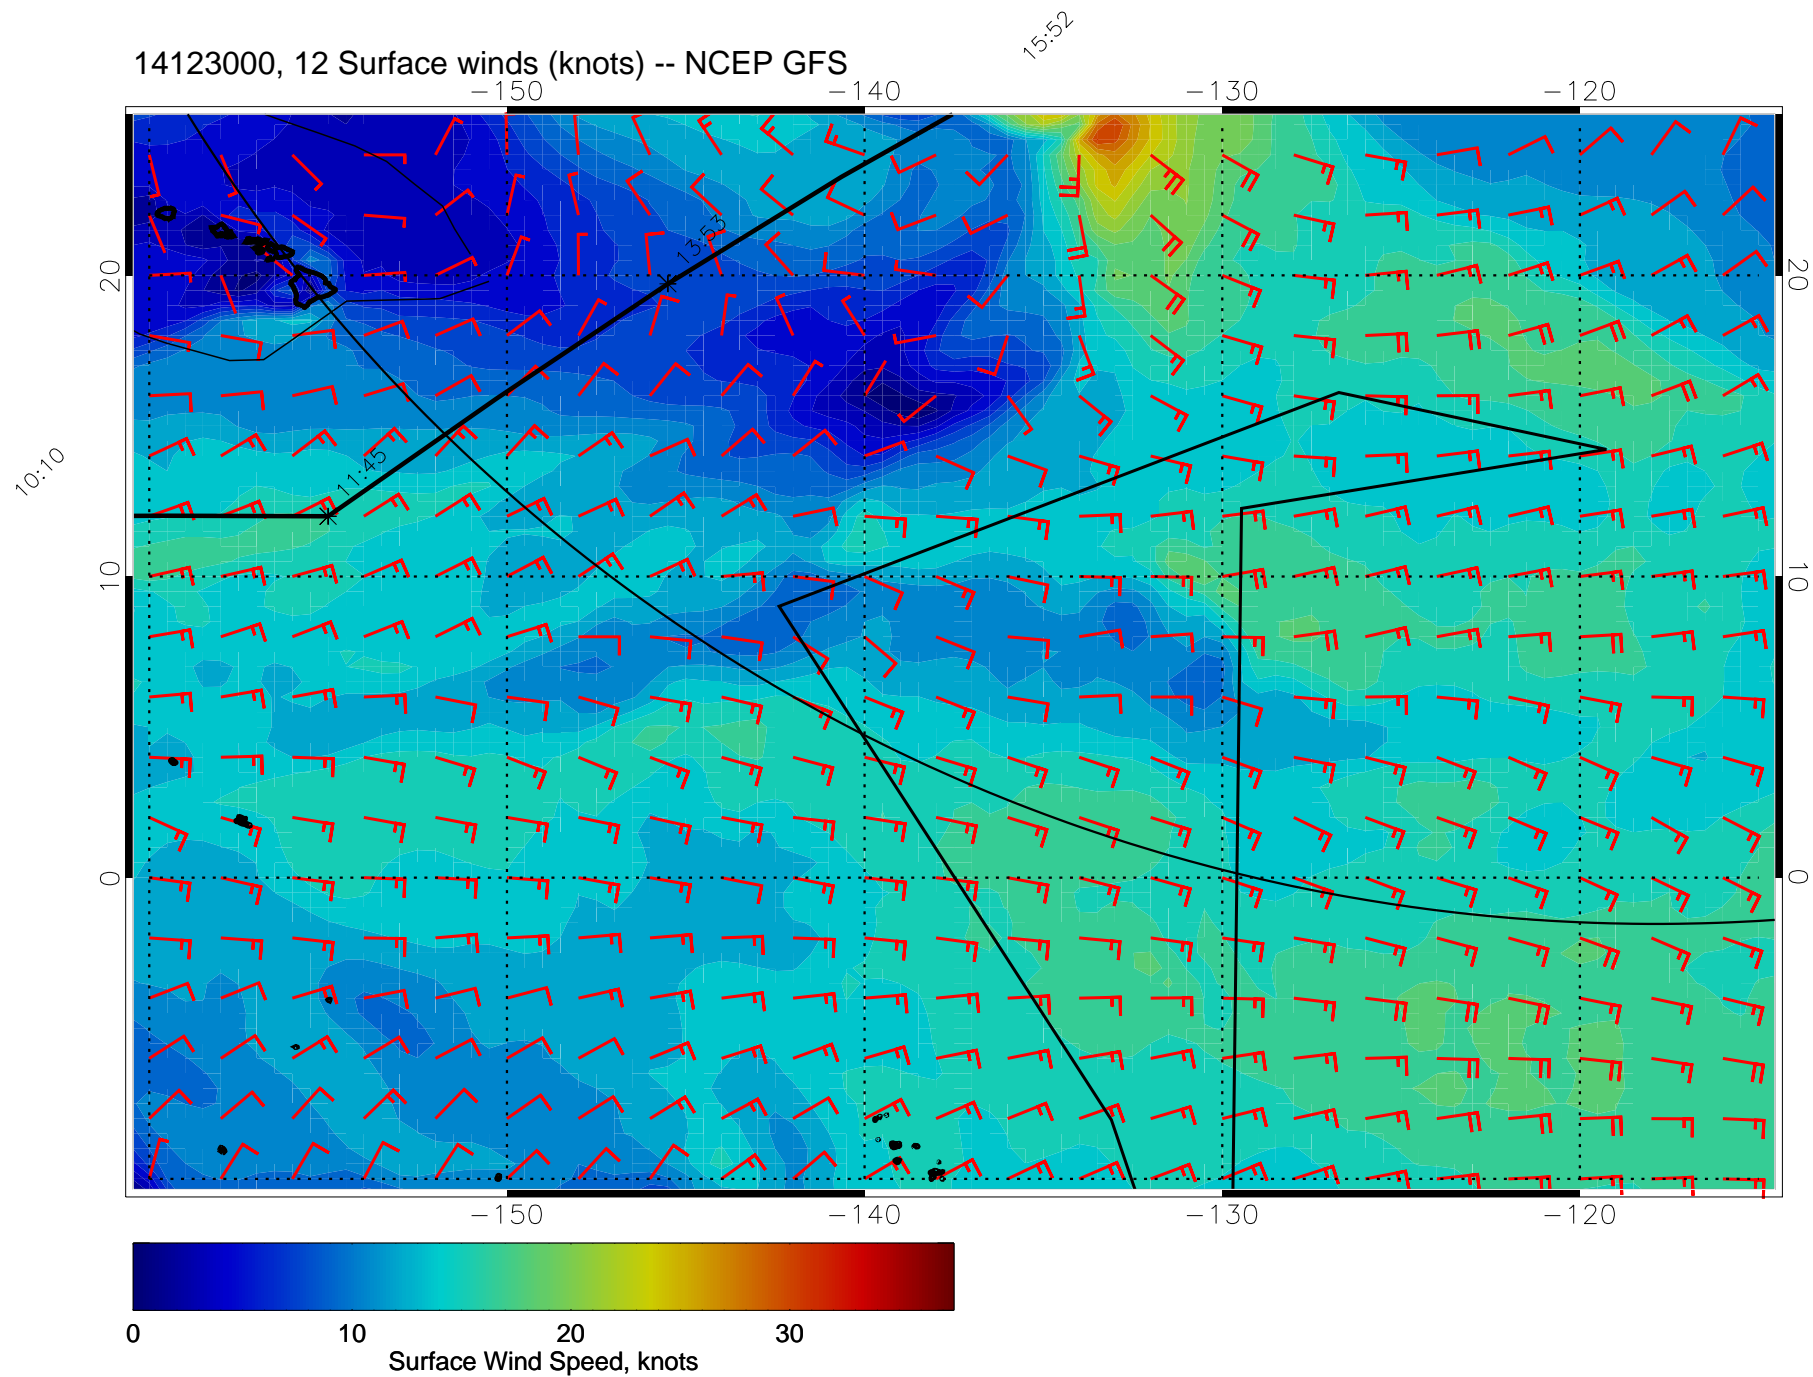 15:52
14123000, 12 Surface winds (knots) -- NCEP GFS
-150 -140 -130 -120
13:53
20 20
11:45
10:10
10 10
0 0
-150 -140 -130 -120
0 10 20 30
Surface Wind Speed, knots